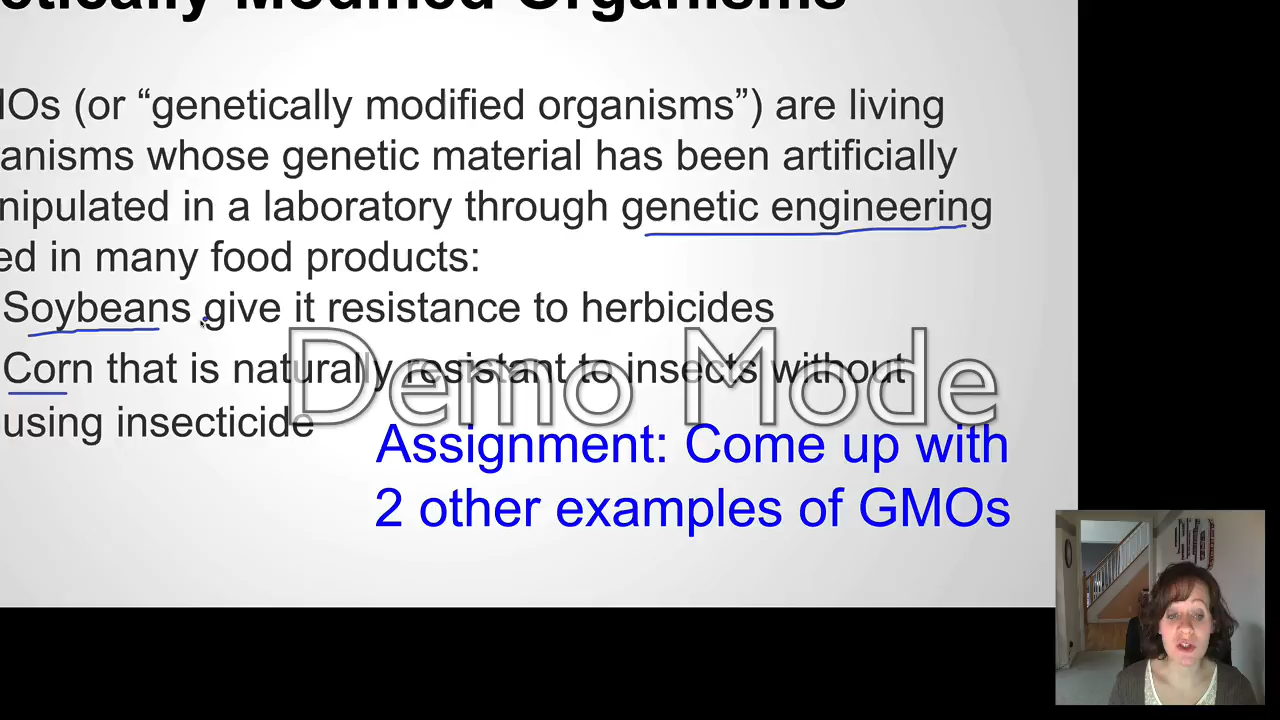 etically Modified Organisms
MOs (or “genetically modified organisms”) are living
anisms whose genetic material has been artificially
nipulated in a laboratory through genetic engineering
ed in many food products:
Soybeans give it resistance to herbicides
Corn that is naturally resistant to insects without
using insecticide
Demo Mode
Assignment: Come up with
2 other examples of GMOs